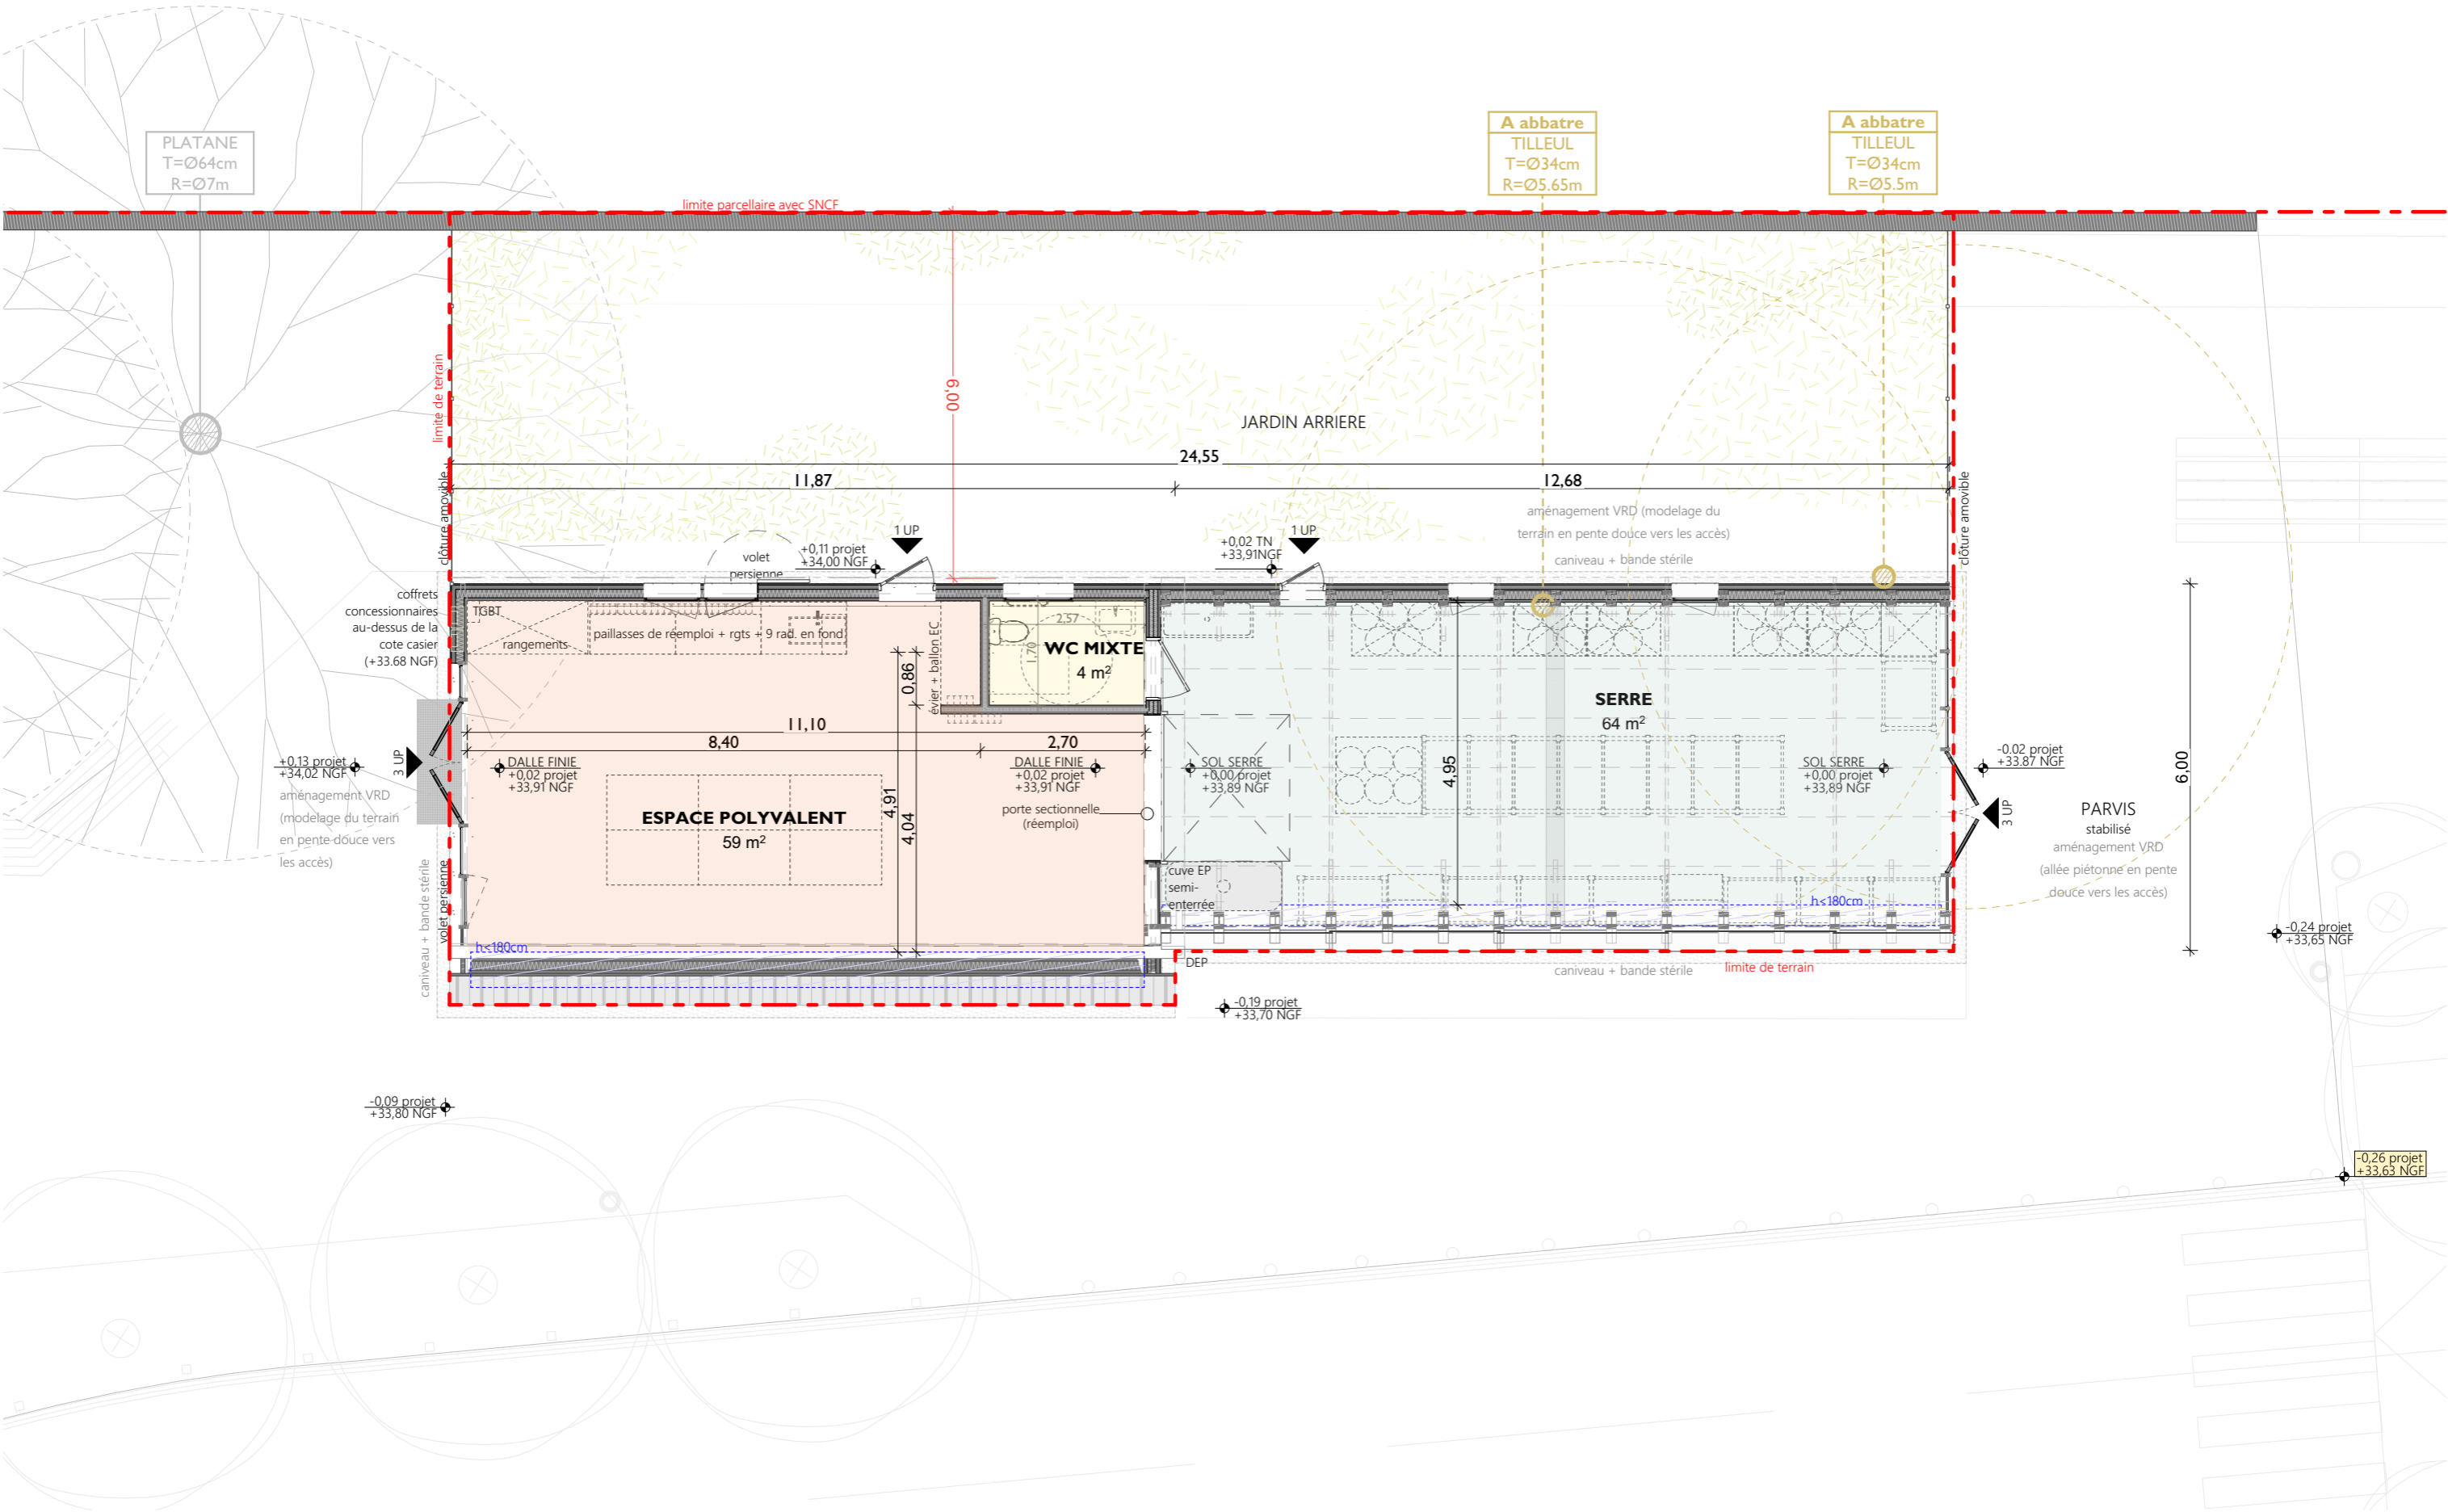 PLATANE
T=Ø64cm
R=Ø7m
A abbatre
TILLEUL
T=Ø34cm
R=Ø5.65m
A abbatre
TILLEUL
T=Ø34cm
R=Ø5.5m
limite parcellaire avec SNCF
limite de terrain
6,00
JARDIN ARRIERE
24,55
11,87
12,68
clôture amovible
clôture amovible
aménagement VRD (modelage du
terrain en pente douce vers les accès)
caniveau + bande stérile
volet
persienne
+0,11 projet
+34,00 NGF
1 UP
+0,02 TN
+33,91NGF
1 UP
coffrets
concessionnaires
au-dessus de la
cote casier
(+33.68 NGF)
TGBT
rangements
paillasses de réemploi + rgts + 9 rad. en fond
évier + ballon EC
2,57
1,70
WC MIXTE
4 m²
0,86
SERRE
64 m²
11,10
8,40
2,70
+0,13 projet
+34,02 NGF
3 UP
aménagement VRD
(modelage du terrain
en pente douce vers
les accès)
DALLE FINIE
+0,02 projet
+33,91 NGF
DALLE FINIE
+0,02 projet
+33,91 NGF
SOL SERRE
+0,00 projet
+33,89 NGF
4,95
SOL SERRE
+0,00 projet
+33,89 NGF
-0.02 projet
+33.87 NGF
3 UP
6,00
ESPACE POLYVALENT
59 m²
4,91
4,04
porte sectionnelle
(réemploi)
PARVIS
stabilisé
aménagement VRD
(allée piétonne en pente
douce vers les accès)
caniveau + bande stérile
volet persienne
cuve EP
semi-
enterrée
h<180cm
h<180cm
DEP
caniveau + bande stérile
limite de terrain
-0,24 projet
+33,65 NGF
-0,19 projet
+33,70 NGF
-0,09 projet
+33,80 NGF
-0,26 projet
+33,63 NGF